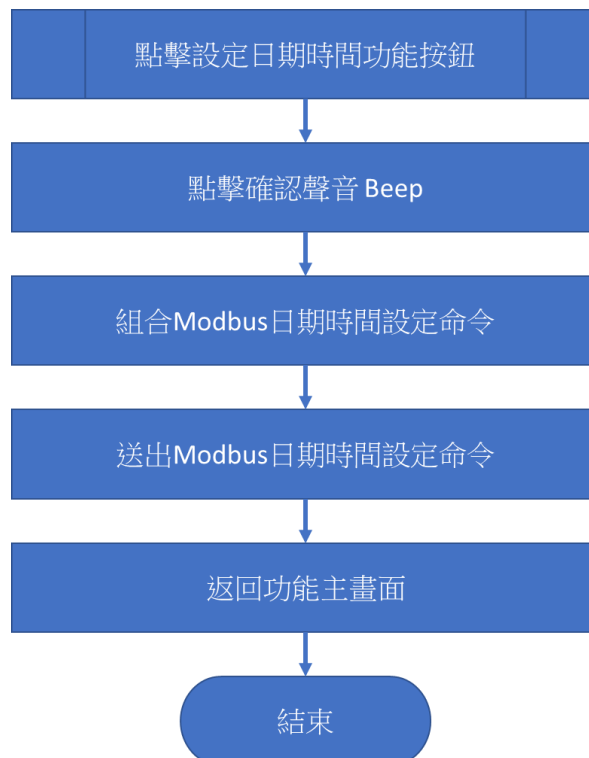 點擊設定日期時間功能按鈕
點擊確認聲音 Beep
組合Modbus日期時間設定命令
送出Modbus日期時間設定命令
返回功能主畫面
結束